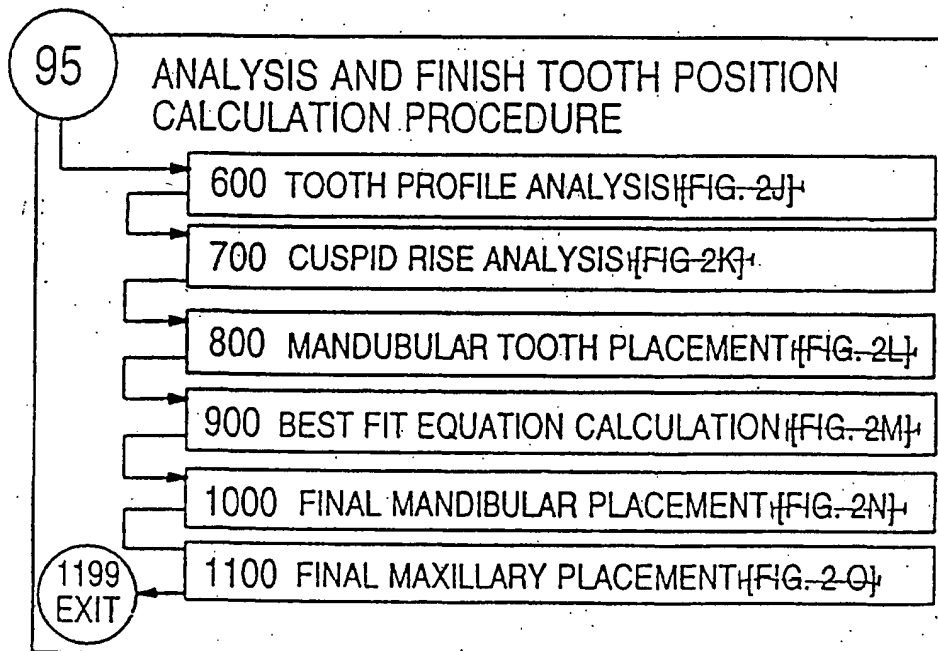 95
ANALYSIS AND FINISH TOOTH POSITION
CALCULATION PROCEDURE
600 TOOTH PROFILE ANALYSIS [FIG. 2J]
700 CUSPID RISE ANALYSIS [FIG 2K]
800 MANDUBULAR TOOTH PLACEMENT [FIG. 2L]
900 BEST FIT EQUATION CALCULATION [FIG. 2M]
1000 FINAL MANDIBULAR PLACEMENT [FIG. 2N]
1100 FINAL MAXILLARY PLACEMENT [FIG. 2 O]
1199
EXIT